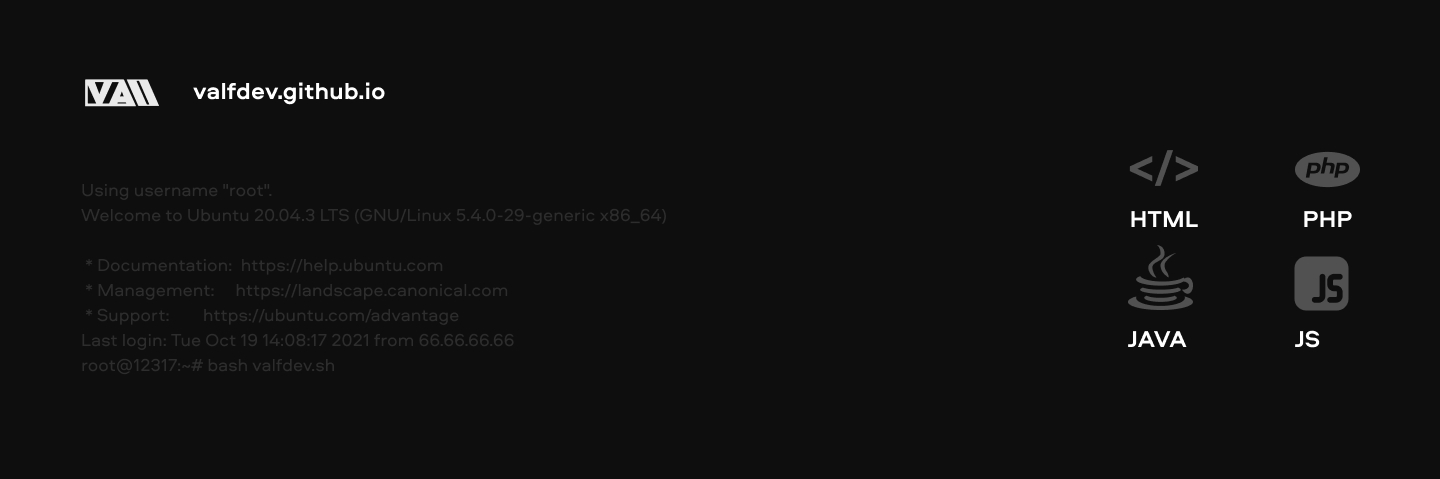 valfdev.github.io
Using username "root".
Welcome to Ubuntu 20.04.3 LTS (GNU/Linux 5.4.0-29-generic x86_64)
* Documentation: https://help.ubuntu.com
* Management: https://landscape.canonical.com
* Support: https://ubuntu.com/advantage
Last login: Tue Oct 19 14:08:17 2021 from 66.66.66.66
root@12317:~# bash valfdev.sh
</>
php
HTML
PHP
JS
JAVA
JS